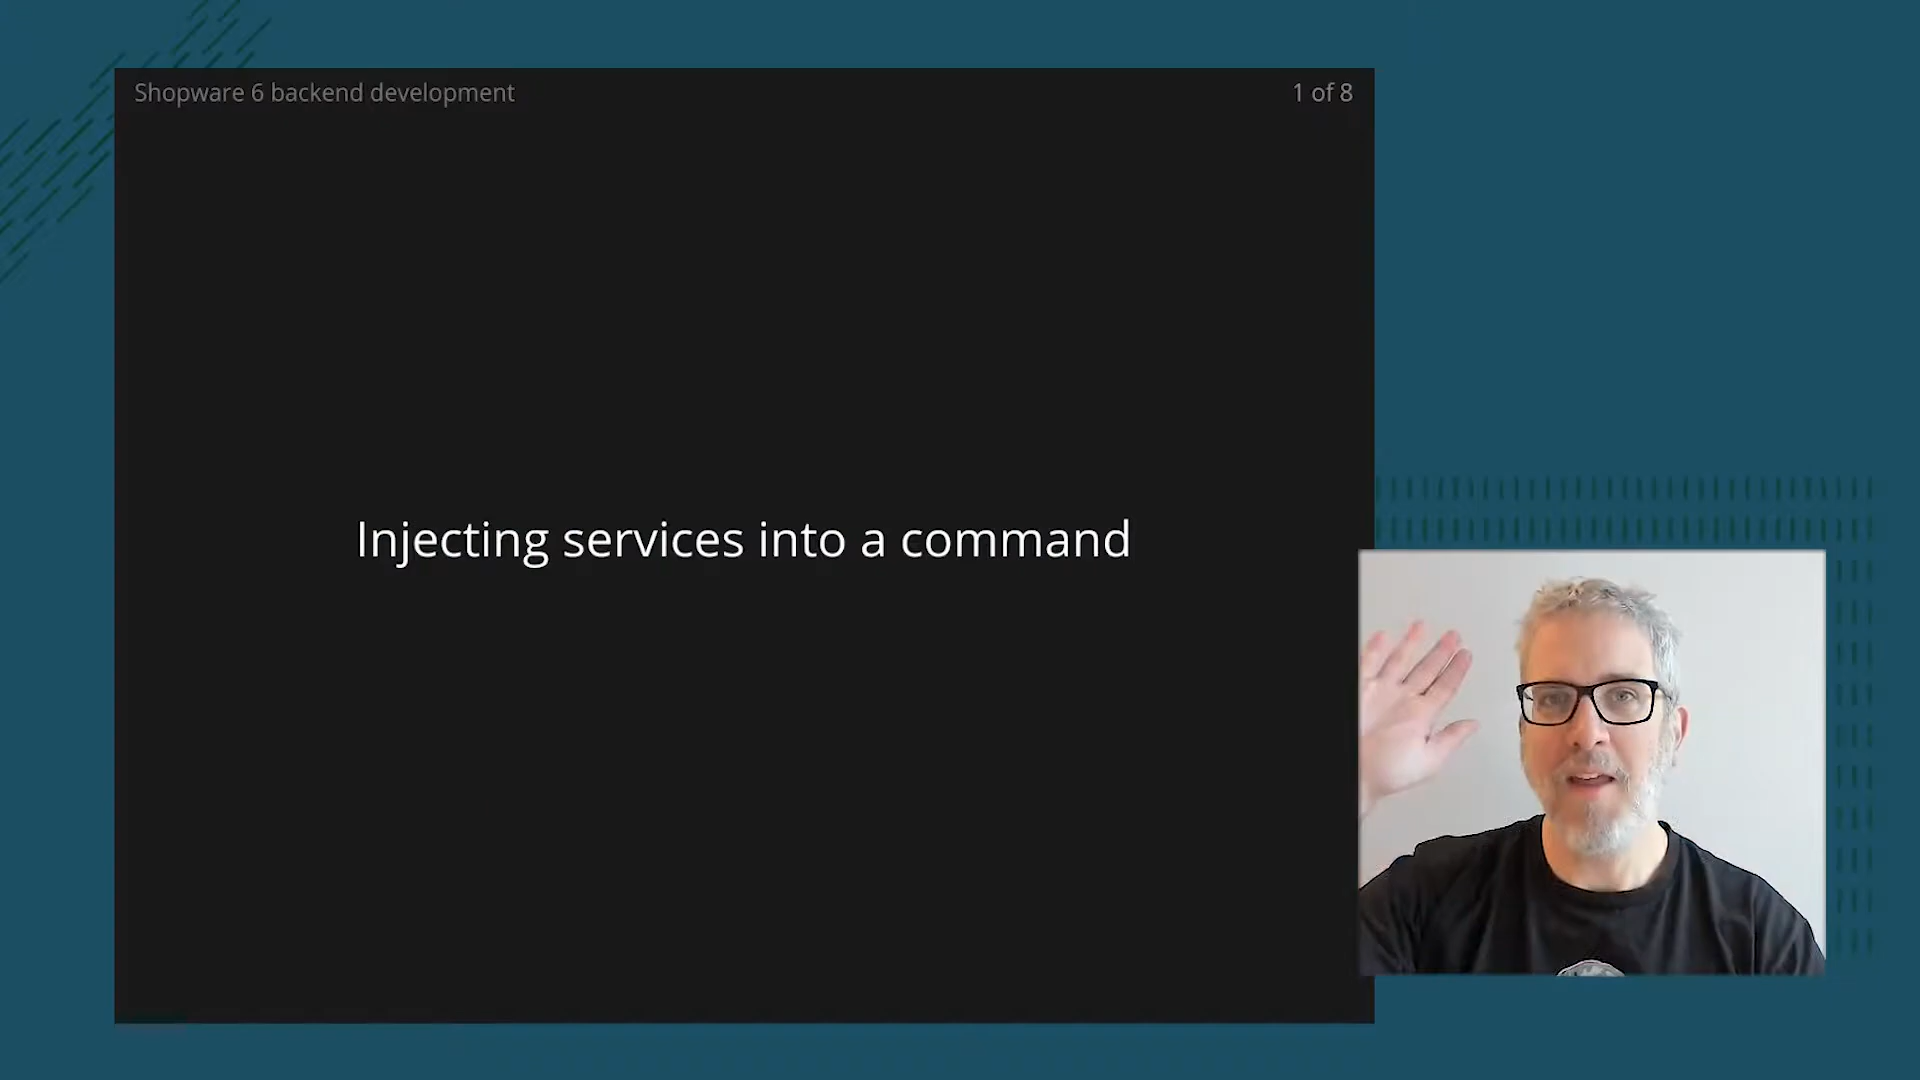 Shopware 6 backend development
1 of 8
Injecting services into a command